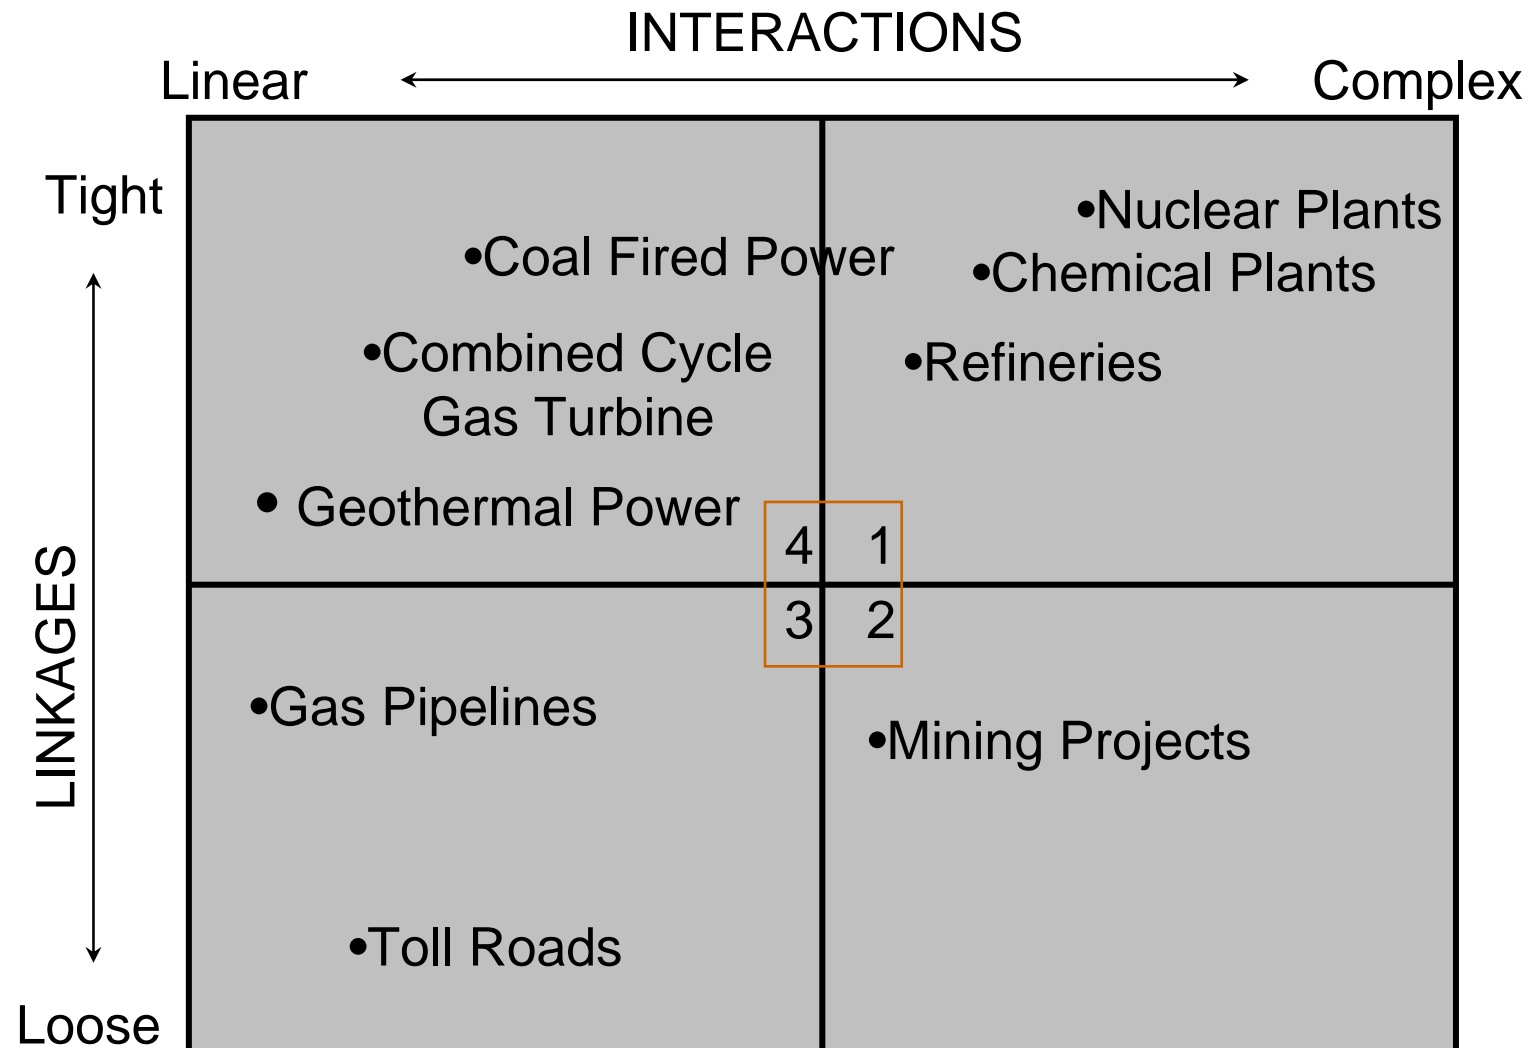 INTERACTIONS
Linear
Complex
Tight
•Nuclear Plants
•Coal Fired Power
•Chemical Plants
•Combined Cycle
Gas Turbine
•Refineries
• Geothermal Power
4 1
3 2
LINKAGES
•Gas Pipelines
•Mining Projects
•Toll Roads
Loose